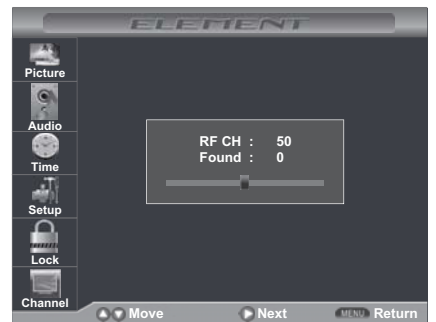 ELEMENT
Picture
Audio
Time
Setup
Lock
Channel
RF CH : 50
Found : 0
Move Next MENU Return